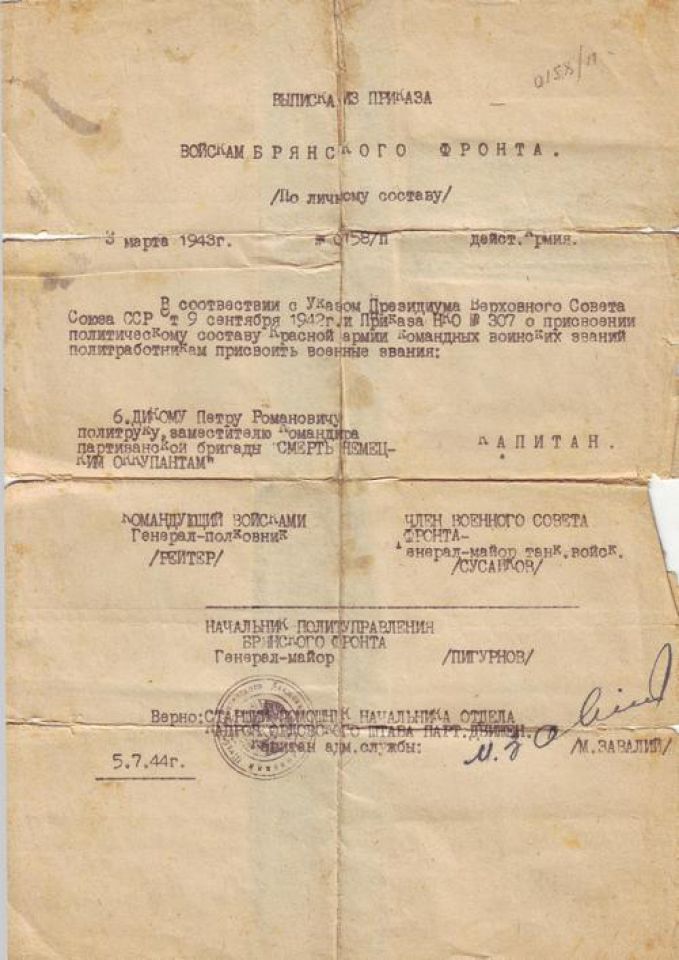 0158/п
ВЫПИСКА ИЗ ПРИКАЗА
ВОЙСКАМ БРЯНСКОГО ФРОНТА.
/По личному составу/
3 марта 1943г. № 0158/П дейст.Армия.
В соотвествии с Указом Президиума Верховного Совета
Союза ССР от 9 сентября 1942г.и Приказа НКО № 307 о присвоении
политическому составу Красной армии командных воинских званий
политработникам присвоить военные звания:
6.ДИКОМУ Петру Романовичу
политруку,заместителю командира
партизанской бригады "СМЕРТЬ НЕМЕЦ-
КИМ ОККУПАНТАМ"
КАПИТАН.
КОМАНДУЮЩИЙ ВОЙСКАМИ
Генерал-полковник
/РЕЙТЕР/
ЧЛЕН ВОЕННОГО СОВЕТА
ФРОНТА-
Генерал-майор танк.войск.
/СУСАЙКОВ/
НАЧАЛЬНИК ПОЛИТУПРАВЛЕНИЯ
БРЯНСКОГО ФРОНТА
Генерал-майор /ПИГУРНОВ/
Верно:СТАРШИЙ ПОМОШНИК НАЧАЛЬНИКА ОТДЕЛА
КАДРОВ ОРЛОВСКОГО ШТАБА ПАРТ.ДВИЖЕН.
Капитан адм.службы: /М.ЗАВАЛИЙ/
5.7.44г.